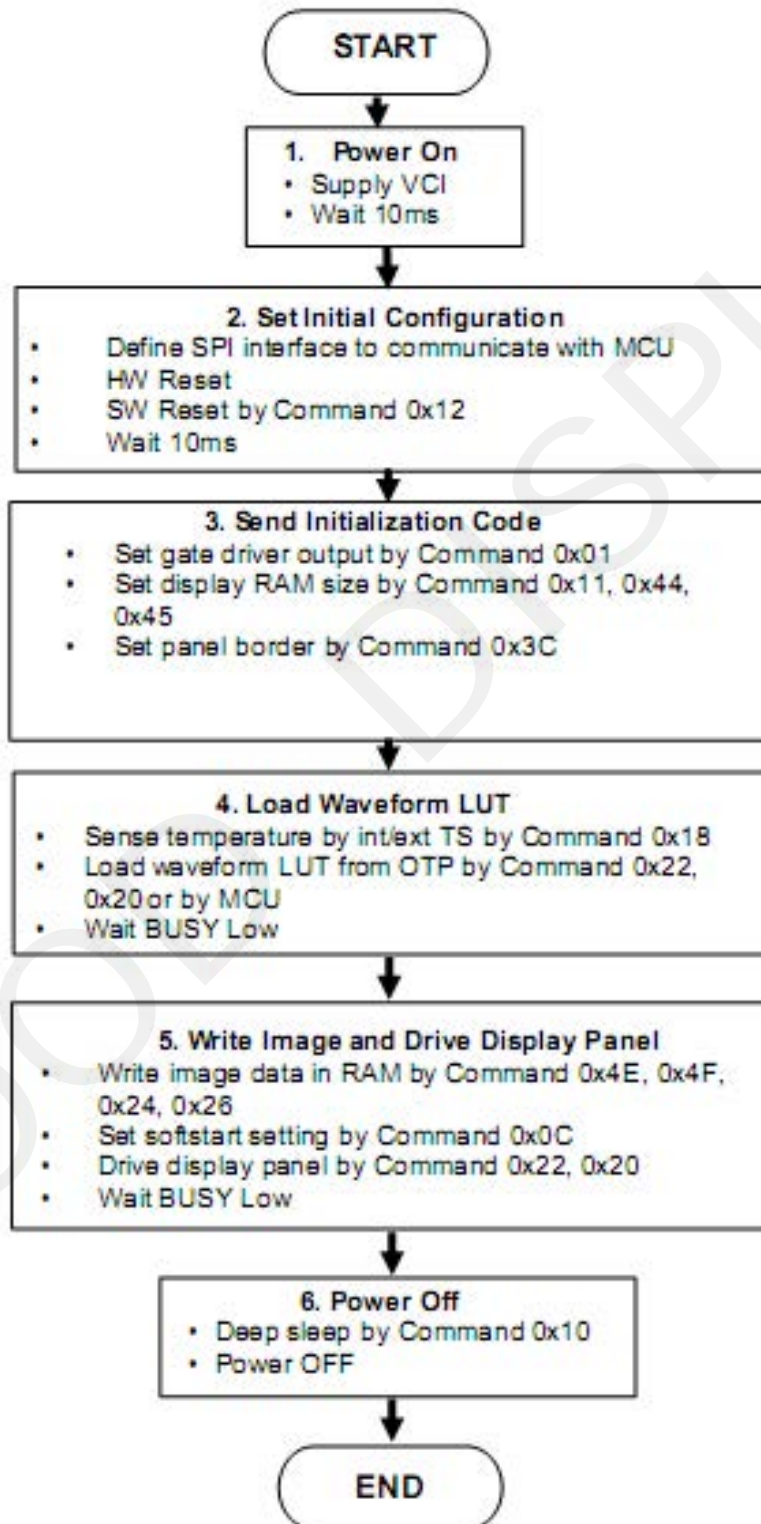 START
1. Power On
• Supply VCI
• Wait 10ms
2. Set Initial Configuration
• Define SPI interface to communicate with MCU
• HW Reset
• SW Reset by Command 0x12
• Wait 10ms
3. Send Initialization Code
• Set gate driver output by Command 0x01
• Set display RAM size by Command 0x11, 0x44,
0x45
• Set panel border by Command 0x3C
4. Load Waveform LUT
• Sense temperature by int/ext TS by Command 0x18
• Load waveform LUT from OTP by Command 0x22,
0x20 or by MCU
• Wait BUSY Low
5. Write Image and Drive Display Panel
• Write image data in RAM by Command 0x4E, 0x4F,
0x24, 0x26
• Set softstart setting by Command 0x0C
• Drive display panel by Command 0x22, 0x20
• Wait BUSY Low
6. Power Off
• Deep sleep by Command 0x10
• Power OFF
END